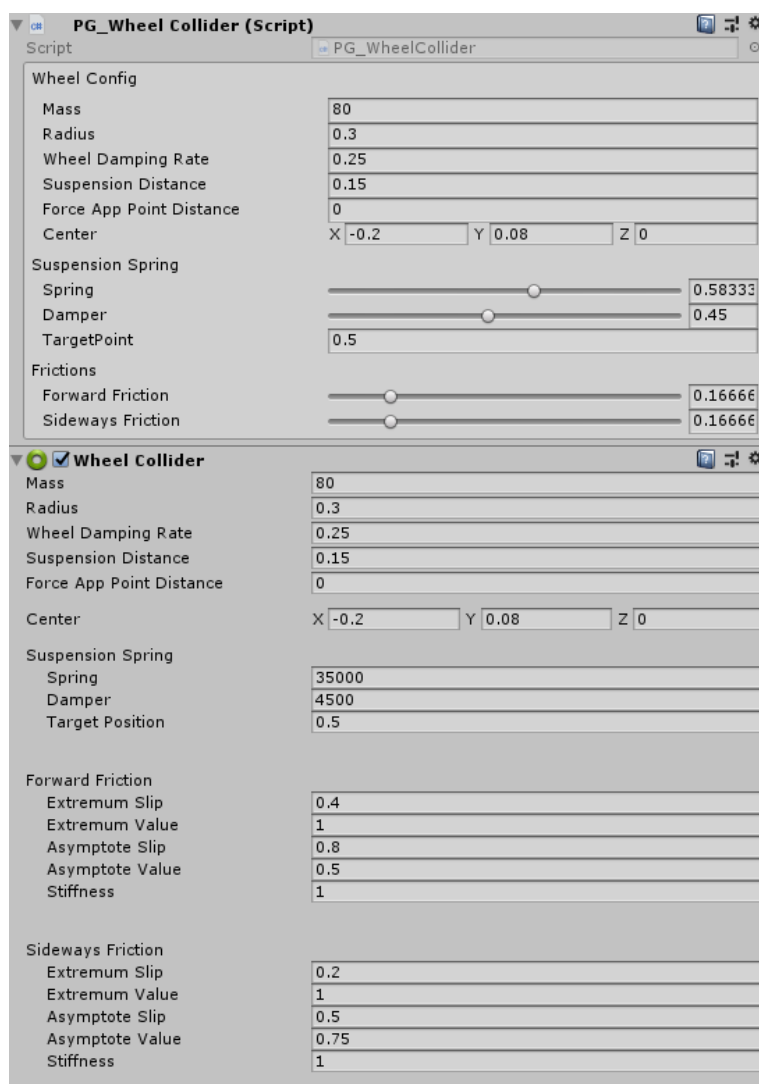 PG_Wheel Collider (Script)
Script PG_WheelCollider
Wheel Config
Mass 80
Radius 0.3
Wheel Damping Rate 0.25
Suspension Distance 0.15
Force App Point Distance 0
Center X -0.2 Y 0.08 Z 0
Suspension Spring
Spring 0.58333
Damper 0.45
TargetPoint 0.5
Frictions
Forward Friction 0.16666
Sideways Friction 0.16666
Wheel Collider
Mass 80
Radius 0.3
Wheel Damping Rate 0.25
Suspension Distance 0.15
Force App Point Distance 0
Center X -0.2 Y 0.08 Z 0
Suspension Spring
Spring 35000
Damper 4500
Target Position 0.5
Forward Friction
Extremum Slip 0.4
Extremum Value 1
Asymptote Slip 0.8
Asymptote Value 0.5
Stiffness 1
Sideways Friction
Extremum Slip 0.2
Extremum Value 1
Asymptote Slip 0.5
Asymptote Value 0.75
Stiffness 1